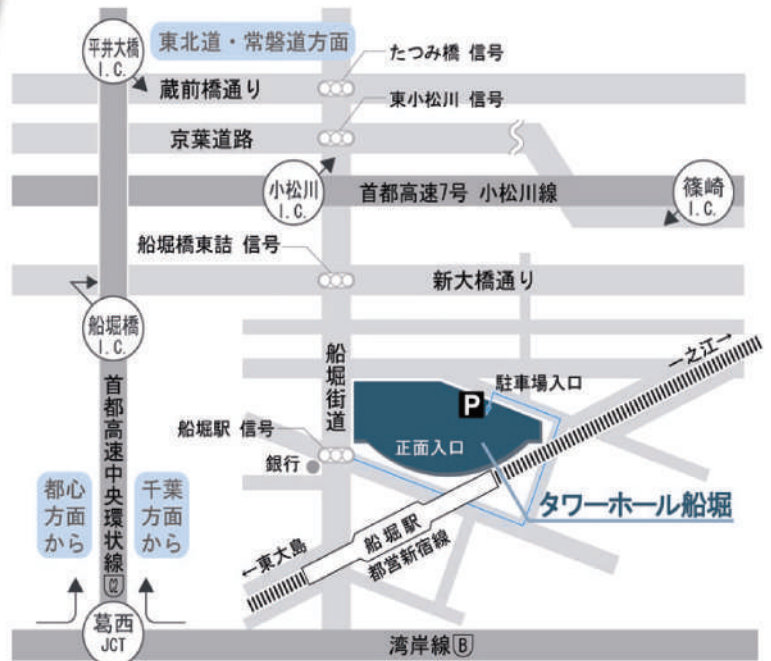 平井大橋
I.C.
東北道・常磐道方面
たつみ橋 信号
蔵前橋通り
東小松川 信号
京葉道路
小松川
I.C.
首都高速7号 小松川線
篠崎
I.C.
船堀橋東詰 信号
新大橋通り
船堀橋
I.C.
船堀街道
一之江→
駐車場入口
P
首都高速中央環状線
C2
船堀駅 信号
正面入口
銀行
都心
方面
から
千葉
方面
から
タワーホール船堀
船堀駅
都営新宿線
←東大島
葛西
JCT
湾岸線 B